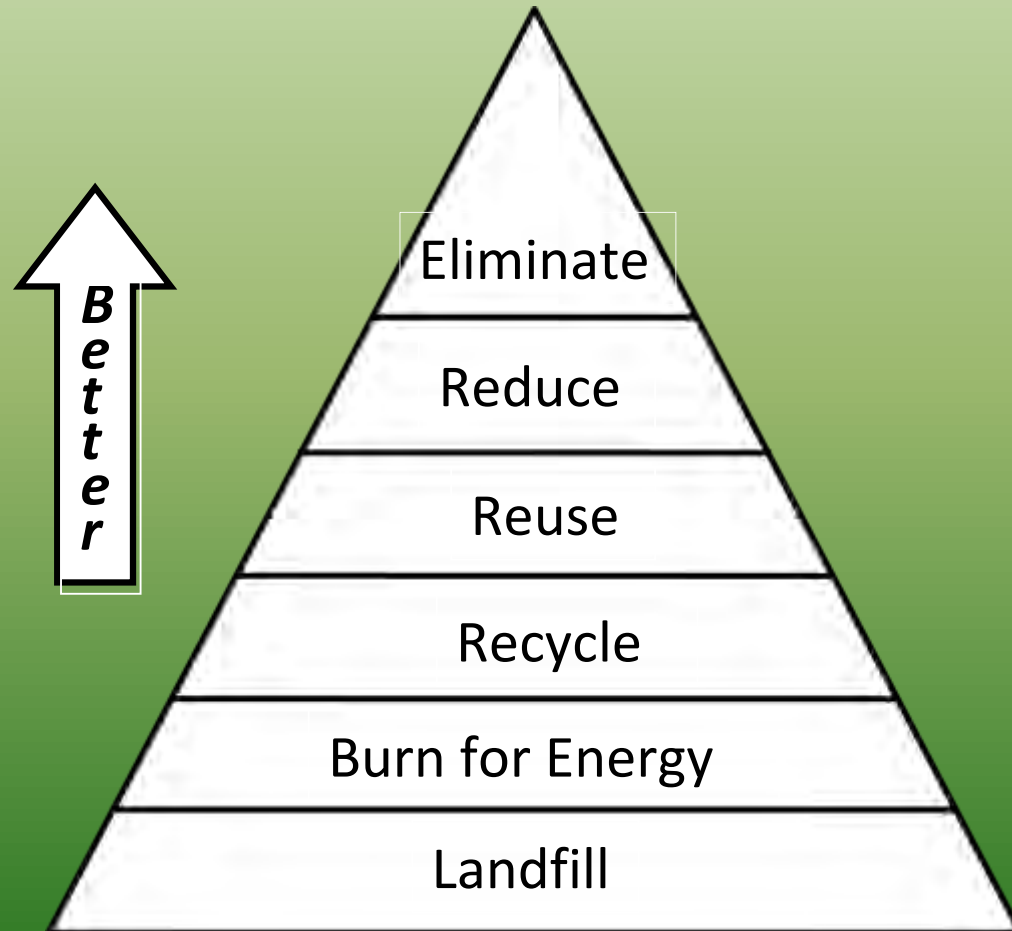 Eliminate
Better
Reduce
Reuse
Recycle
Burn for Energy
Landfill